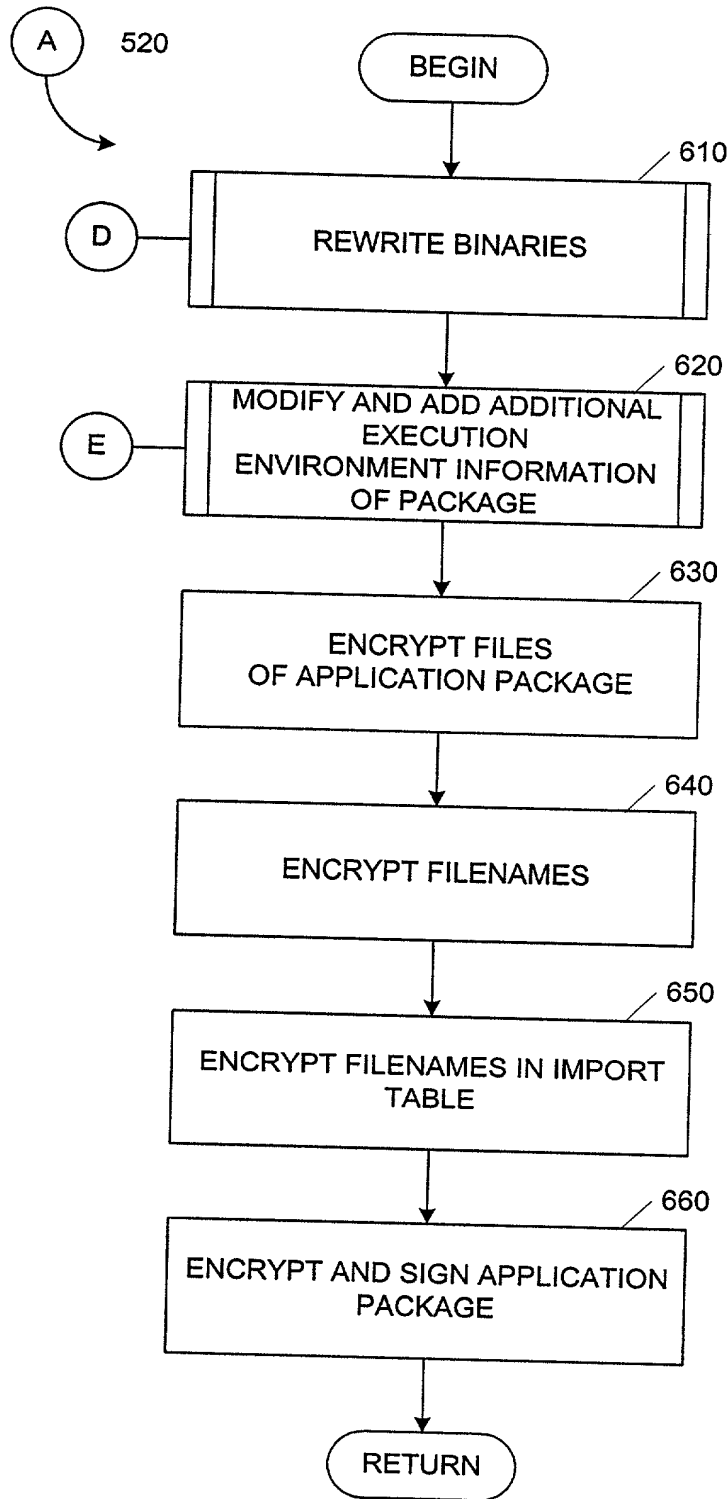 A
520
BEGIN
610
D
REWRITE BINARIES
620
E
MODIFY AND ADD ADDITIONAL
EXECUTION
ENVIRONMENT INFORMATION
OF PACKAGE
630
ENCRYPT FILES
OF APPLICATION PACKAGE
640
ENCRYPT FILENAMES
650
ENCRYPT FILENAMES IN IMPORT
TABLE
660
ENCRYPT AND SIGN APPLICATION
PACKAGE
RETURN